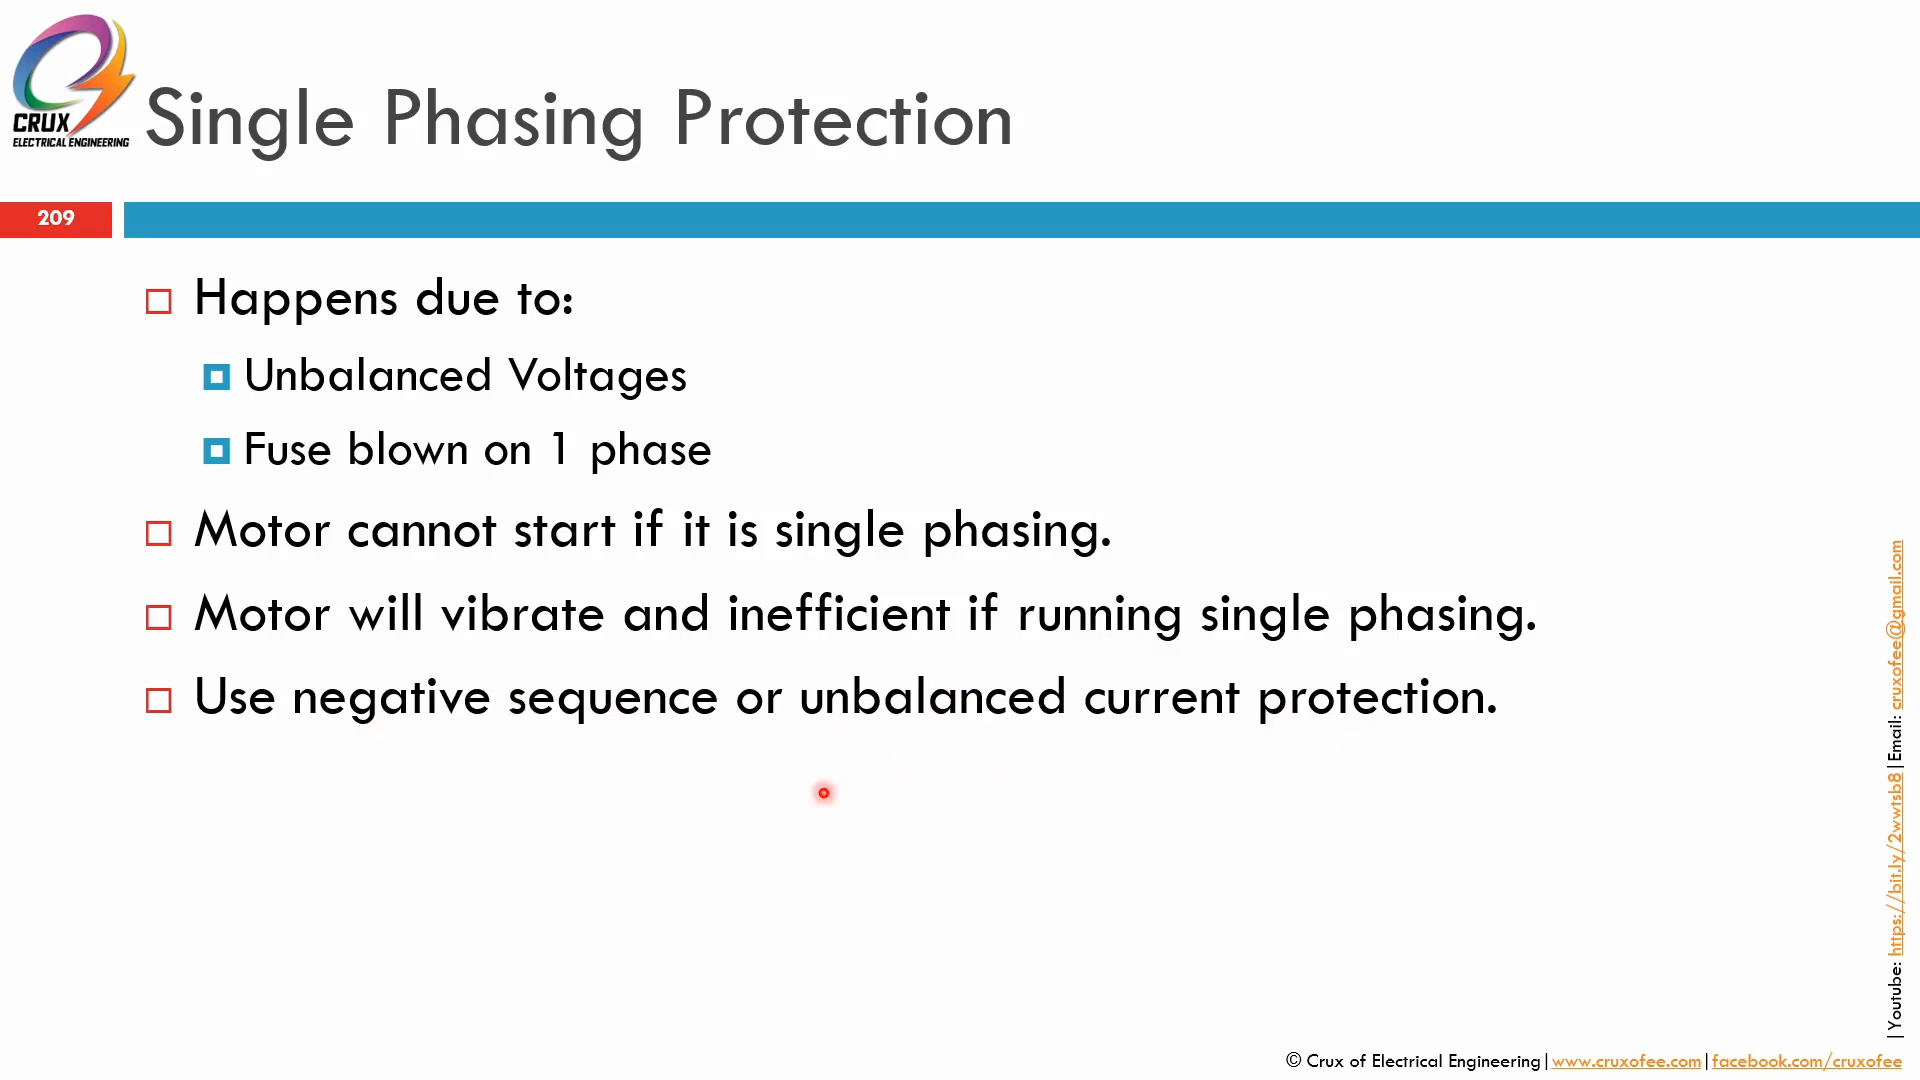 CRUX
ELECTRICAL ENGINEERING
Single Phasing Protection
209
Happens due to:
Unbalanced Voltages
Fuse blown on 1 phase
Motor cannot start if it is single phasing.
Motor will vibrate and inefficient if running single phasing.
Use negative sequence or unbalanced current protection.
|Youtube: https://bit.ly/2wwtsb8|Email: cruxofee@gmail.com
© Crux of Electrical Engineering|www.cruxofee.com|facebook.com/cruxofee